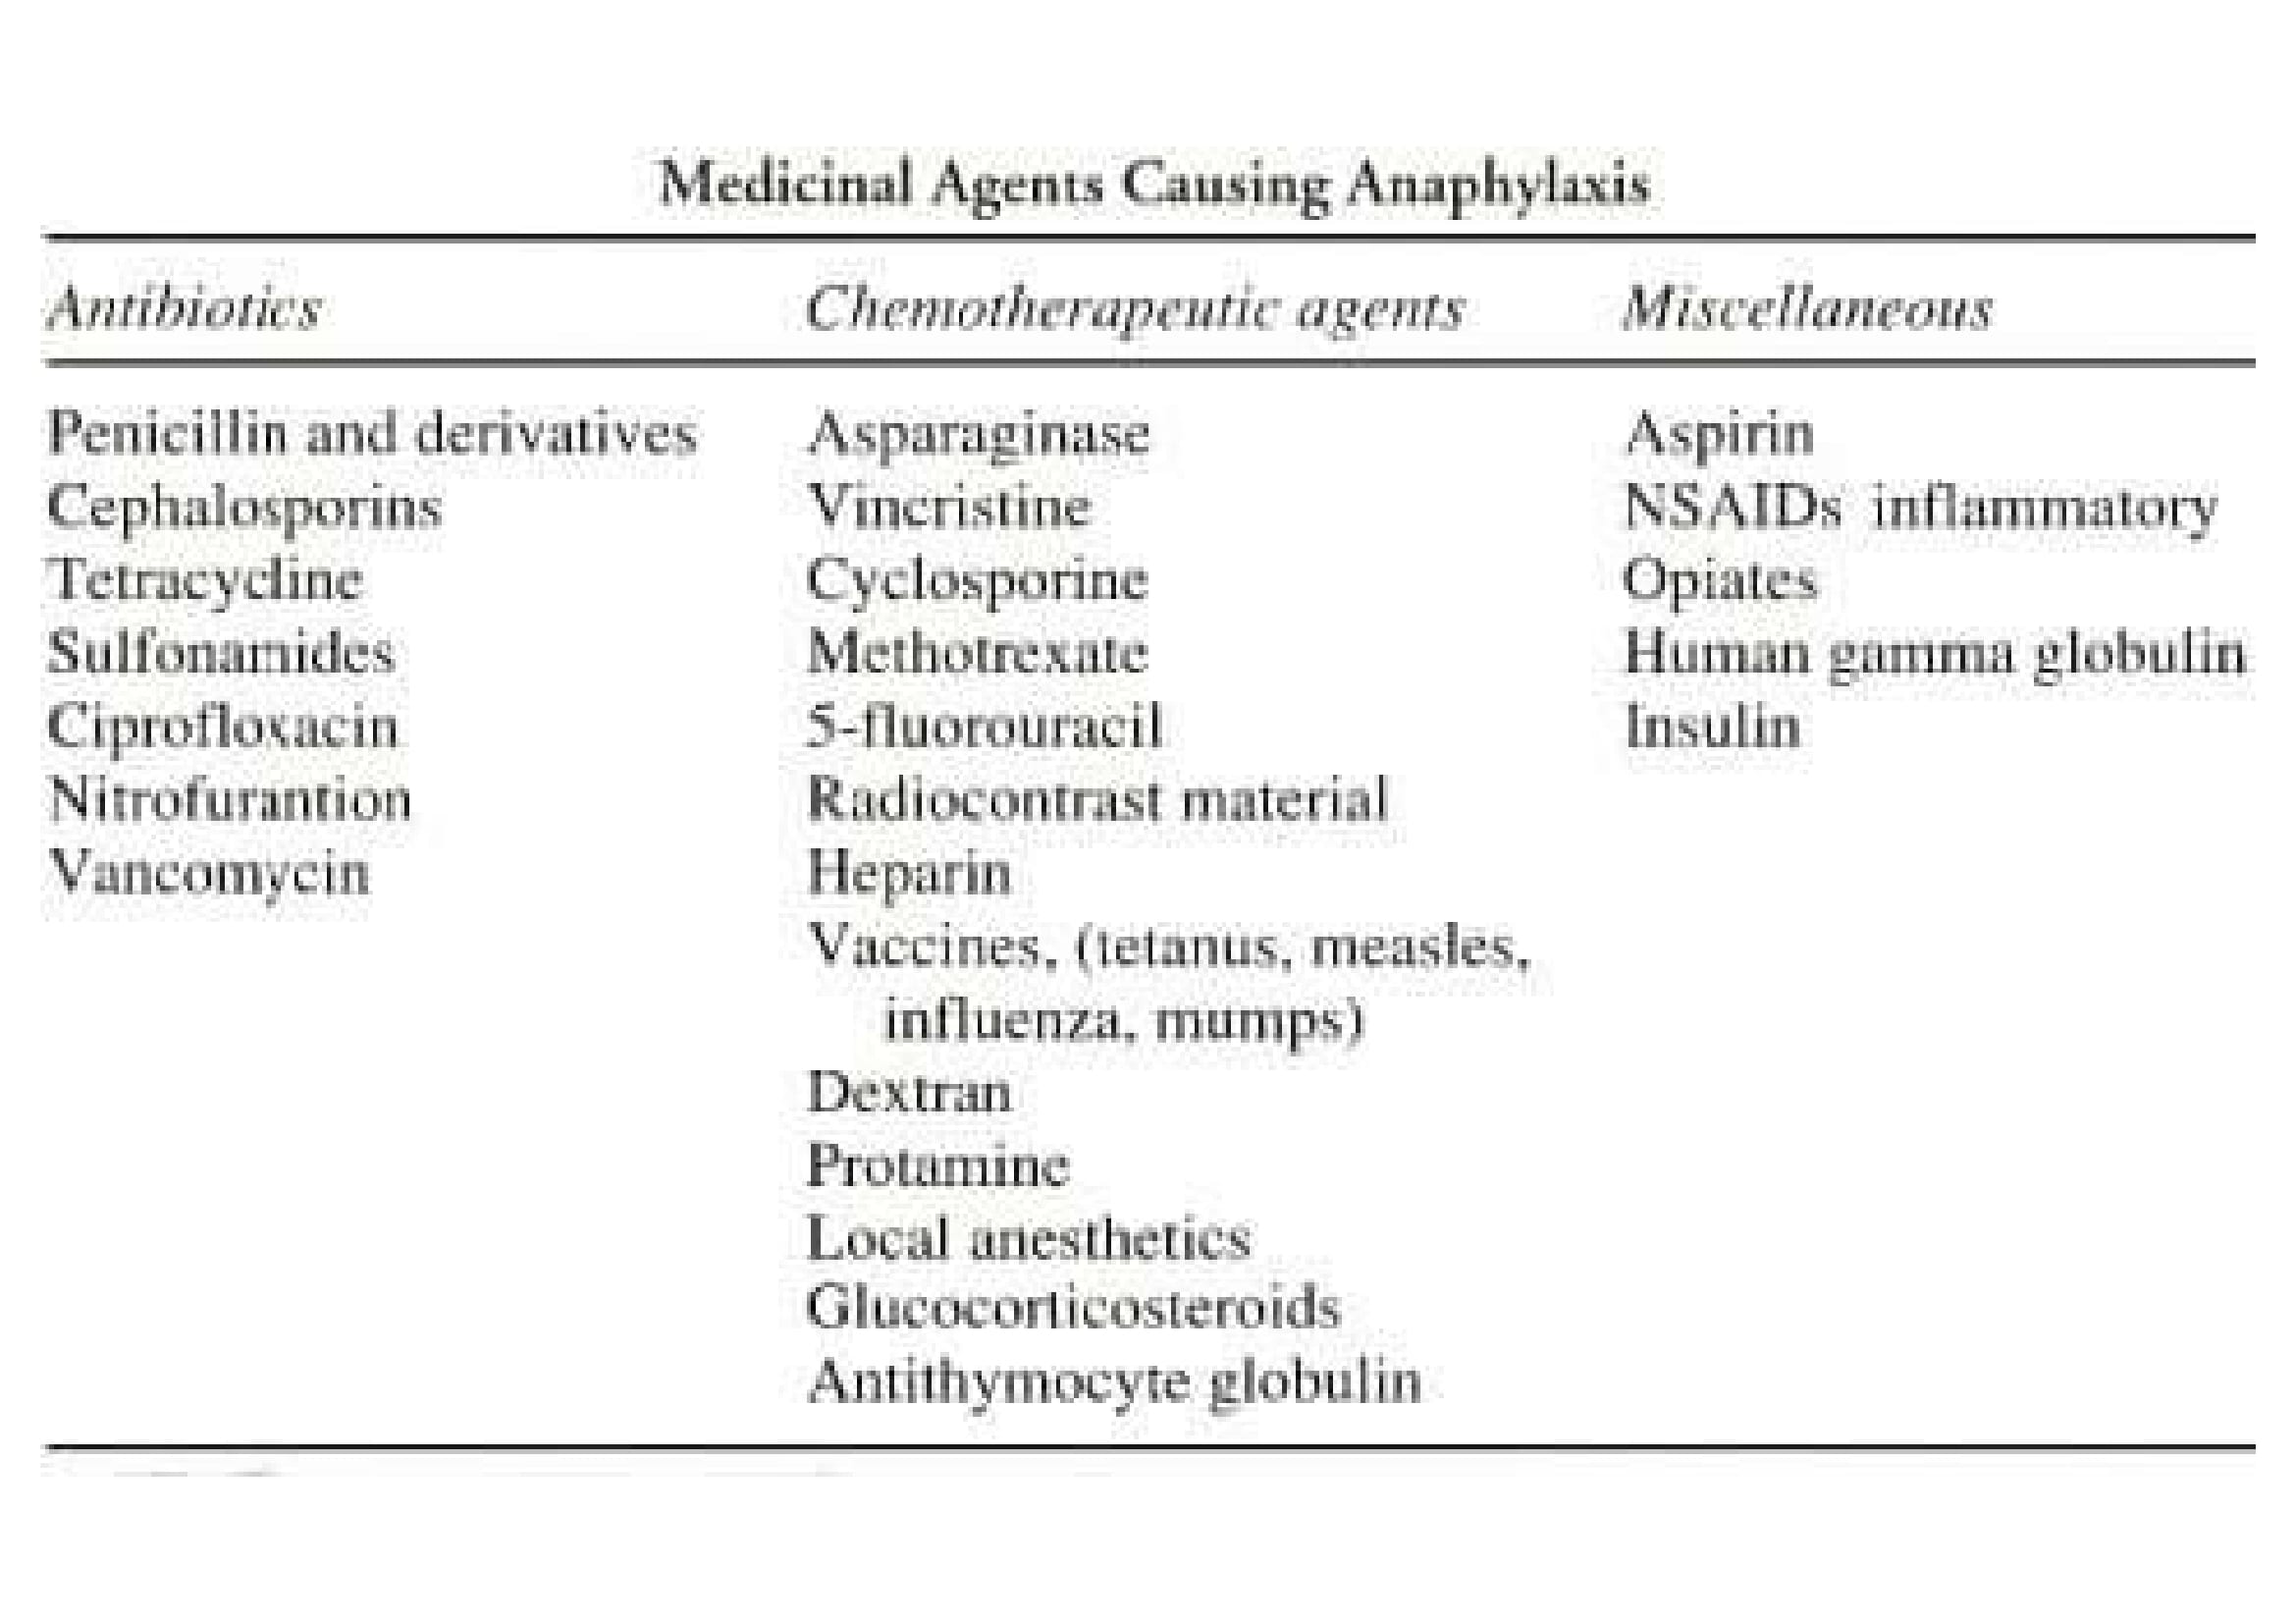 Medicinal Agents Causing Anaphylaxis
Antibiotics Chemotherapeutic agents Miscellaneous
Penicillin and derivatives Asparaginase Aspirin
Cephalosporins Vincristine NSAIDs inflammatory
Tetracycline Cyclosporine Opiates
Sulfonamides Methotrexate Human gamma globulin
Ciprofloxacin 5-fluorouracil Insulin
Nitrofurantion Radiocontrast material
Vancomycin Heparin
Vaccines, (tetanus, measles,
influenza, mumps)
Dextran
Protamine
Local anesthetics
Glucocorticosteroids
Antithymocyte globulin